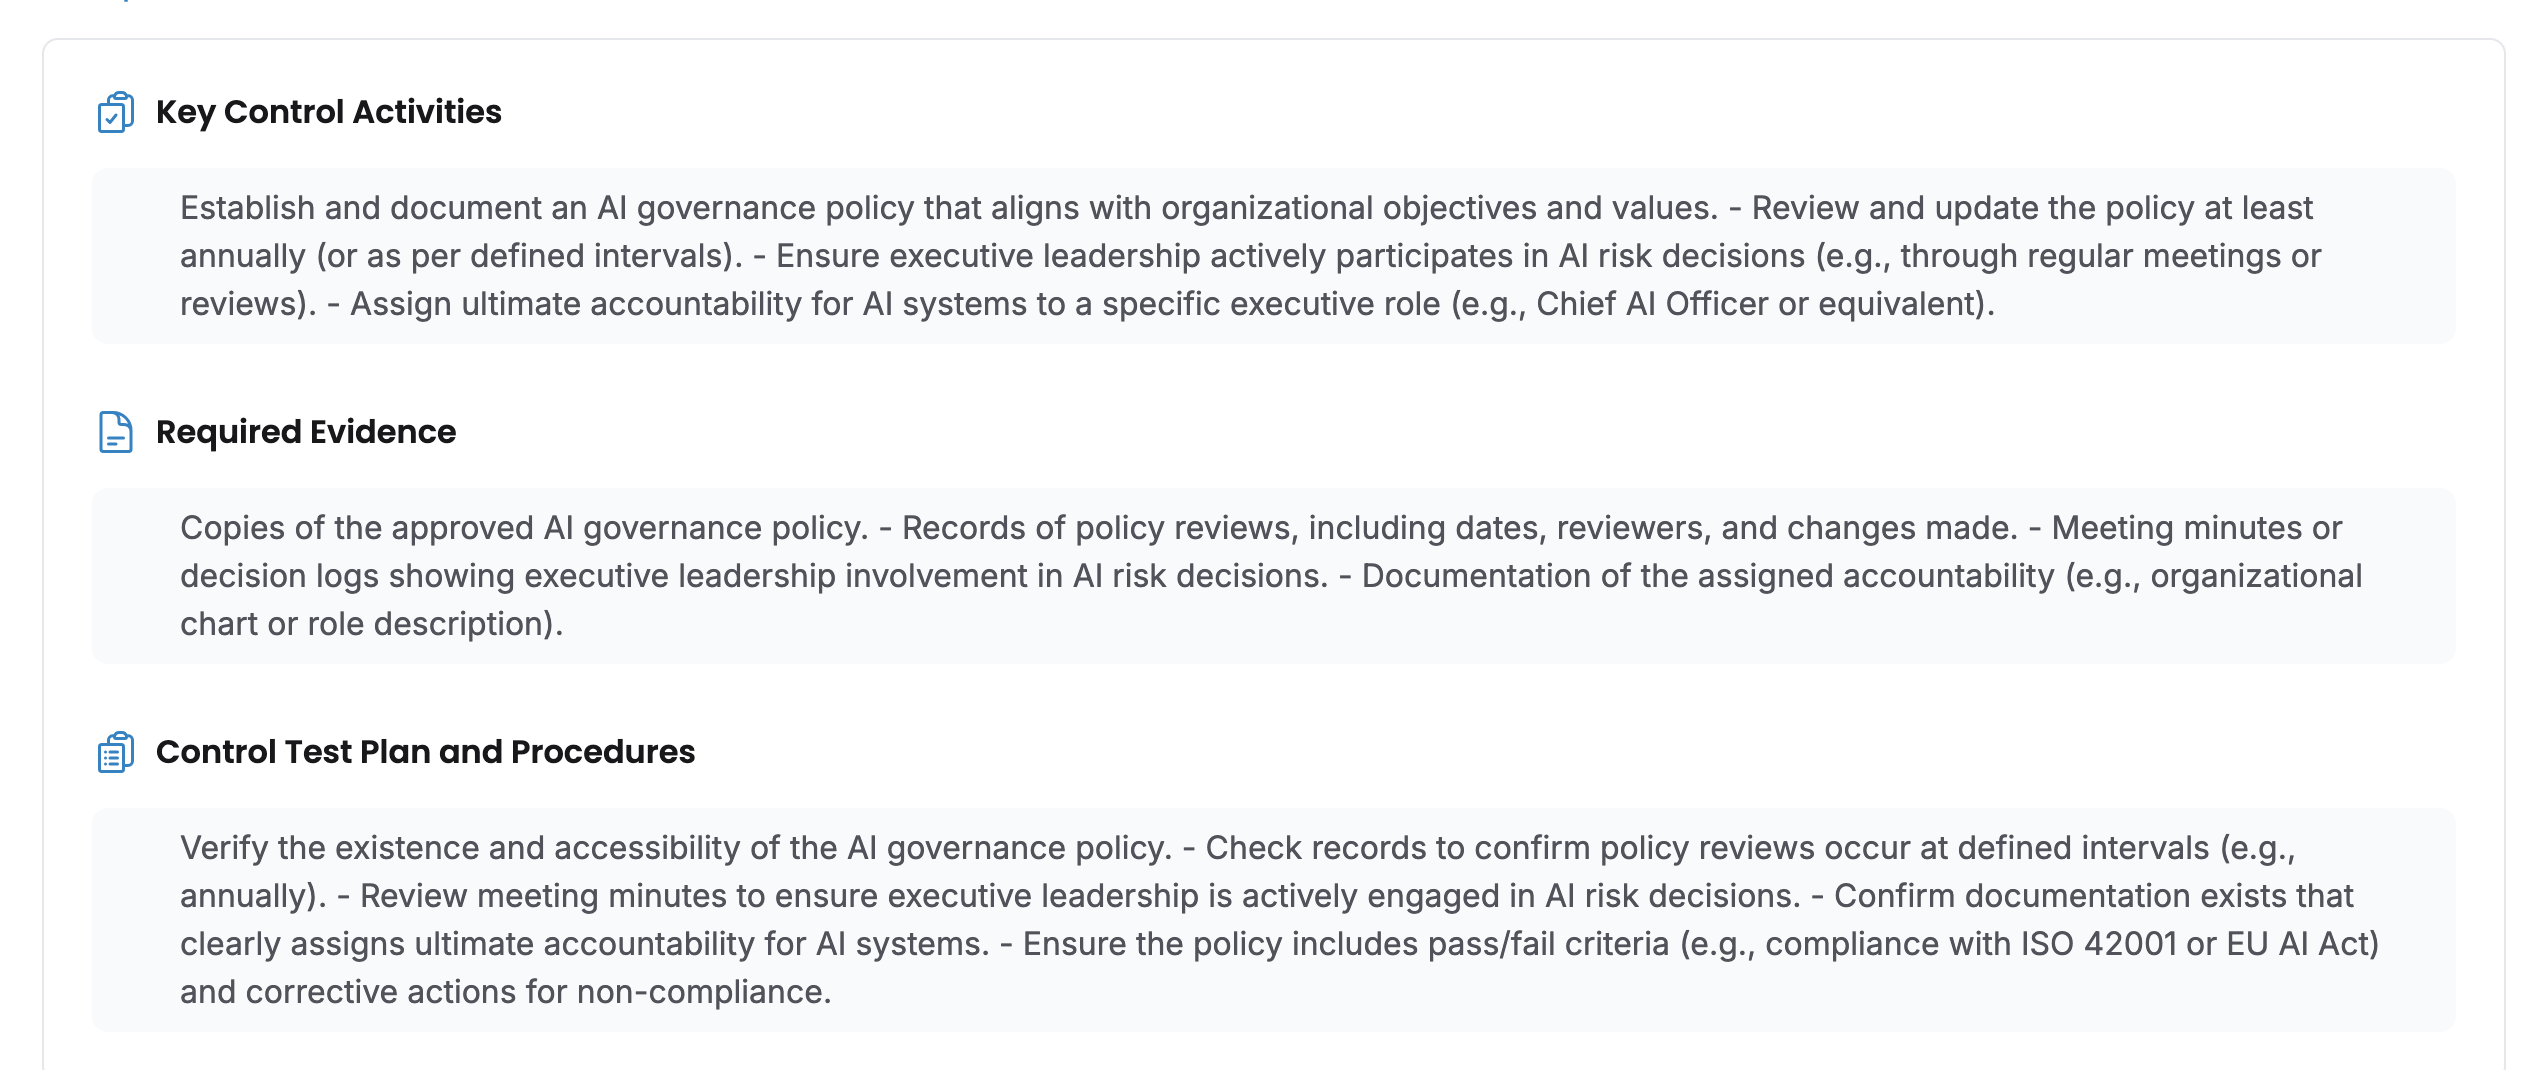 Key Control Activities
Establish and document an AI governance policy that aligns with organizational objectives and values. - Review and update the policy at least
annually (or as per defined intervals). - Ensure executive leadership actively participates in AI risk decisions (e.g., through regular meetings or
reviews). - Assign ultimate accountability for AI systems to a specific executive role (e.g., Chief AI Officer or equivalent).
Required Evidence
Copies of the approved AI governance policy. - Records of policy reviews, including dates, reviewers, and changes made. - Meeting minutes or
decision logs showing executive leadership involvement in AI risk decisions. - Documentation of the assigned accountability (e.g., organizational
chart or role description).
Control Test Plan and Procedures
Verify the existence and accessibility of the AI governance policy. - Check records to confirm policy reviews occur at defined intervals (e.g.,
annually). - Review meeting minutes to ensure executive leadership is actively engaged in AI risk decisions. - Confirm documentation exists that
clearly assigns ultimate accountability for AI systems. - Ensure the policy includes pass/fail criteria (e.g., compliance with ISO 42001 or EU AI Act)
and corrective actions for non-compliance.